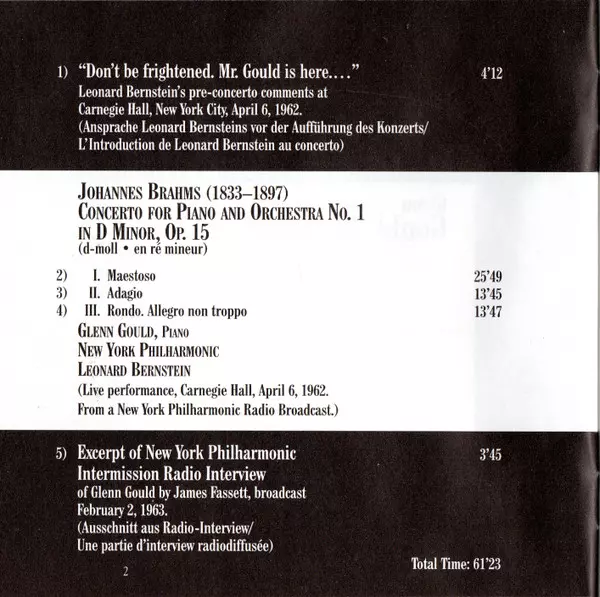 1) “Don’t be frightened. Mr. Gould is here.…” 4’12
Leonard Bernstein’s pre-concerto comments at
Carnegie Hall, New York City, April 6, 1962.
(Ansprache Leonard Bernsteins vor der Aufführung des Konzerts/
L’Introduction de Leonard Bernstein au concerto)
JOHANNES BRAHMS (1833–1897)
CONCERTO FOR PIANO AND ORCHESTRA NO. 1
IN D MINOR, OP. 15
(d-moll • en ré mineur)
2) I. Maestoso 25’49
3) II. Adagio 13’45
4) III. Rondo. Allegro non troppo 13’47
GLENN GOULD, PIANO
NEW YORK PHILHARMONIC
LEONARD BERNSTEIN
(Live performance, Carnegie Hall, April 6, 1962.
From a New York Philharmonic Radio Broadcast.)
5) Excerpt of New York Philharmonic 3’45
Intermission Radio Interview
of Glenn Gould by James Fassett, broadcast
February 2, 1963.
(Ausschnitt aus Radio-Interview/
Une partie d’interview radiodiffusée)
Total Time: 61’23
2